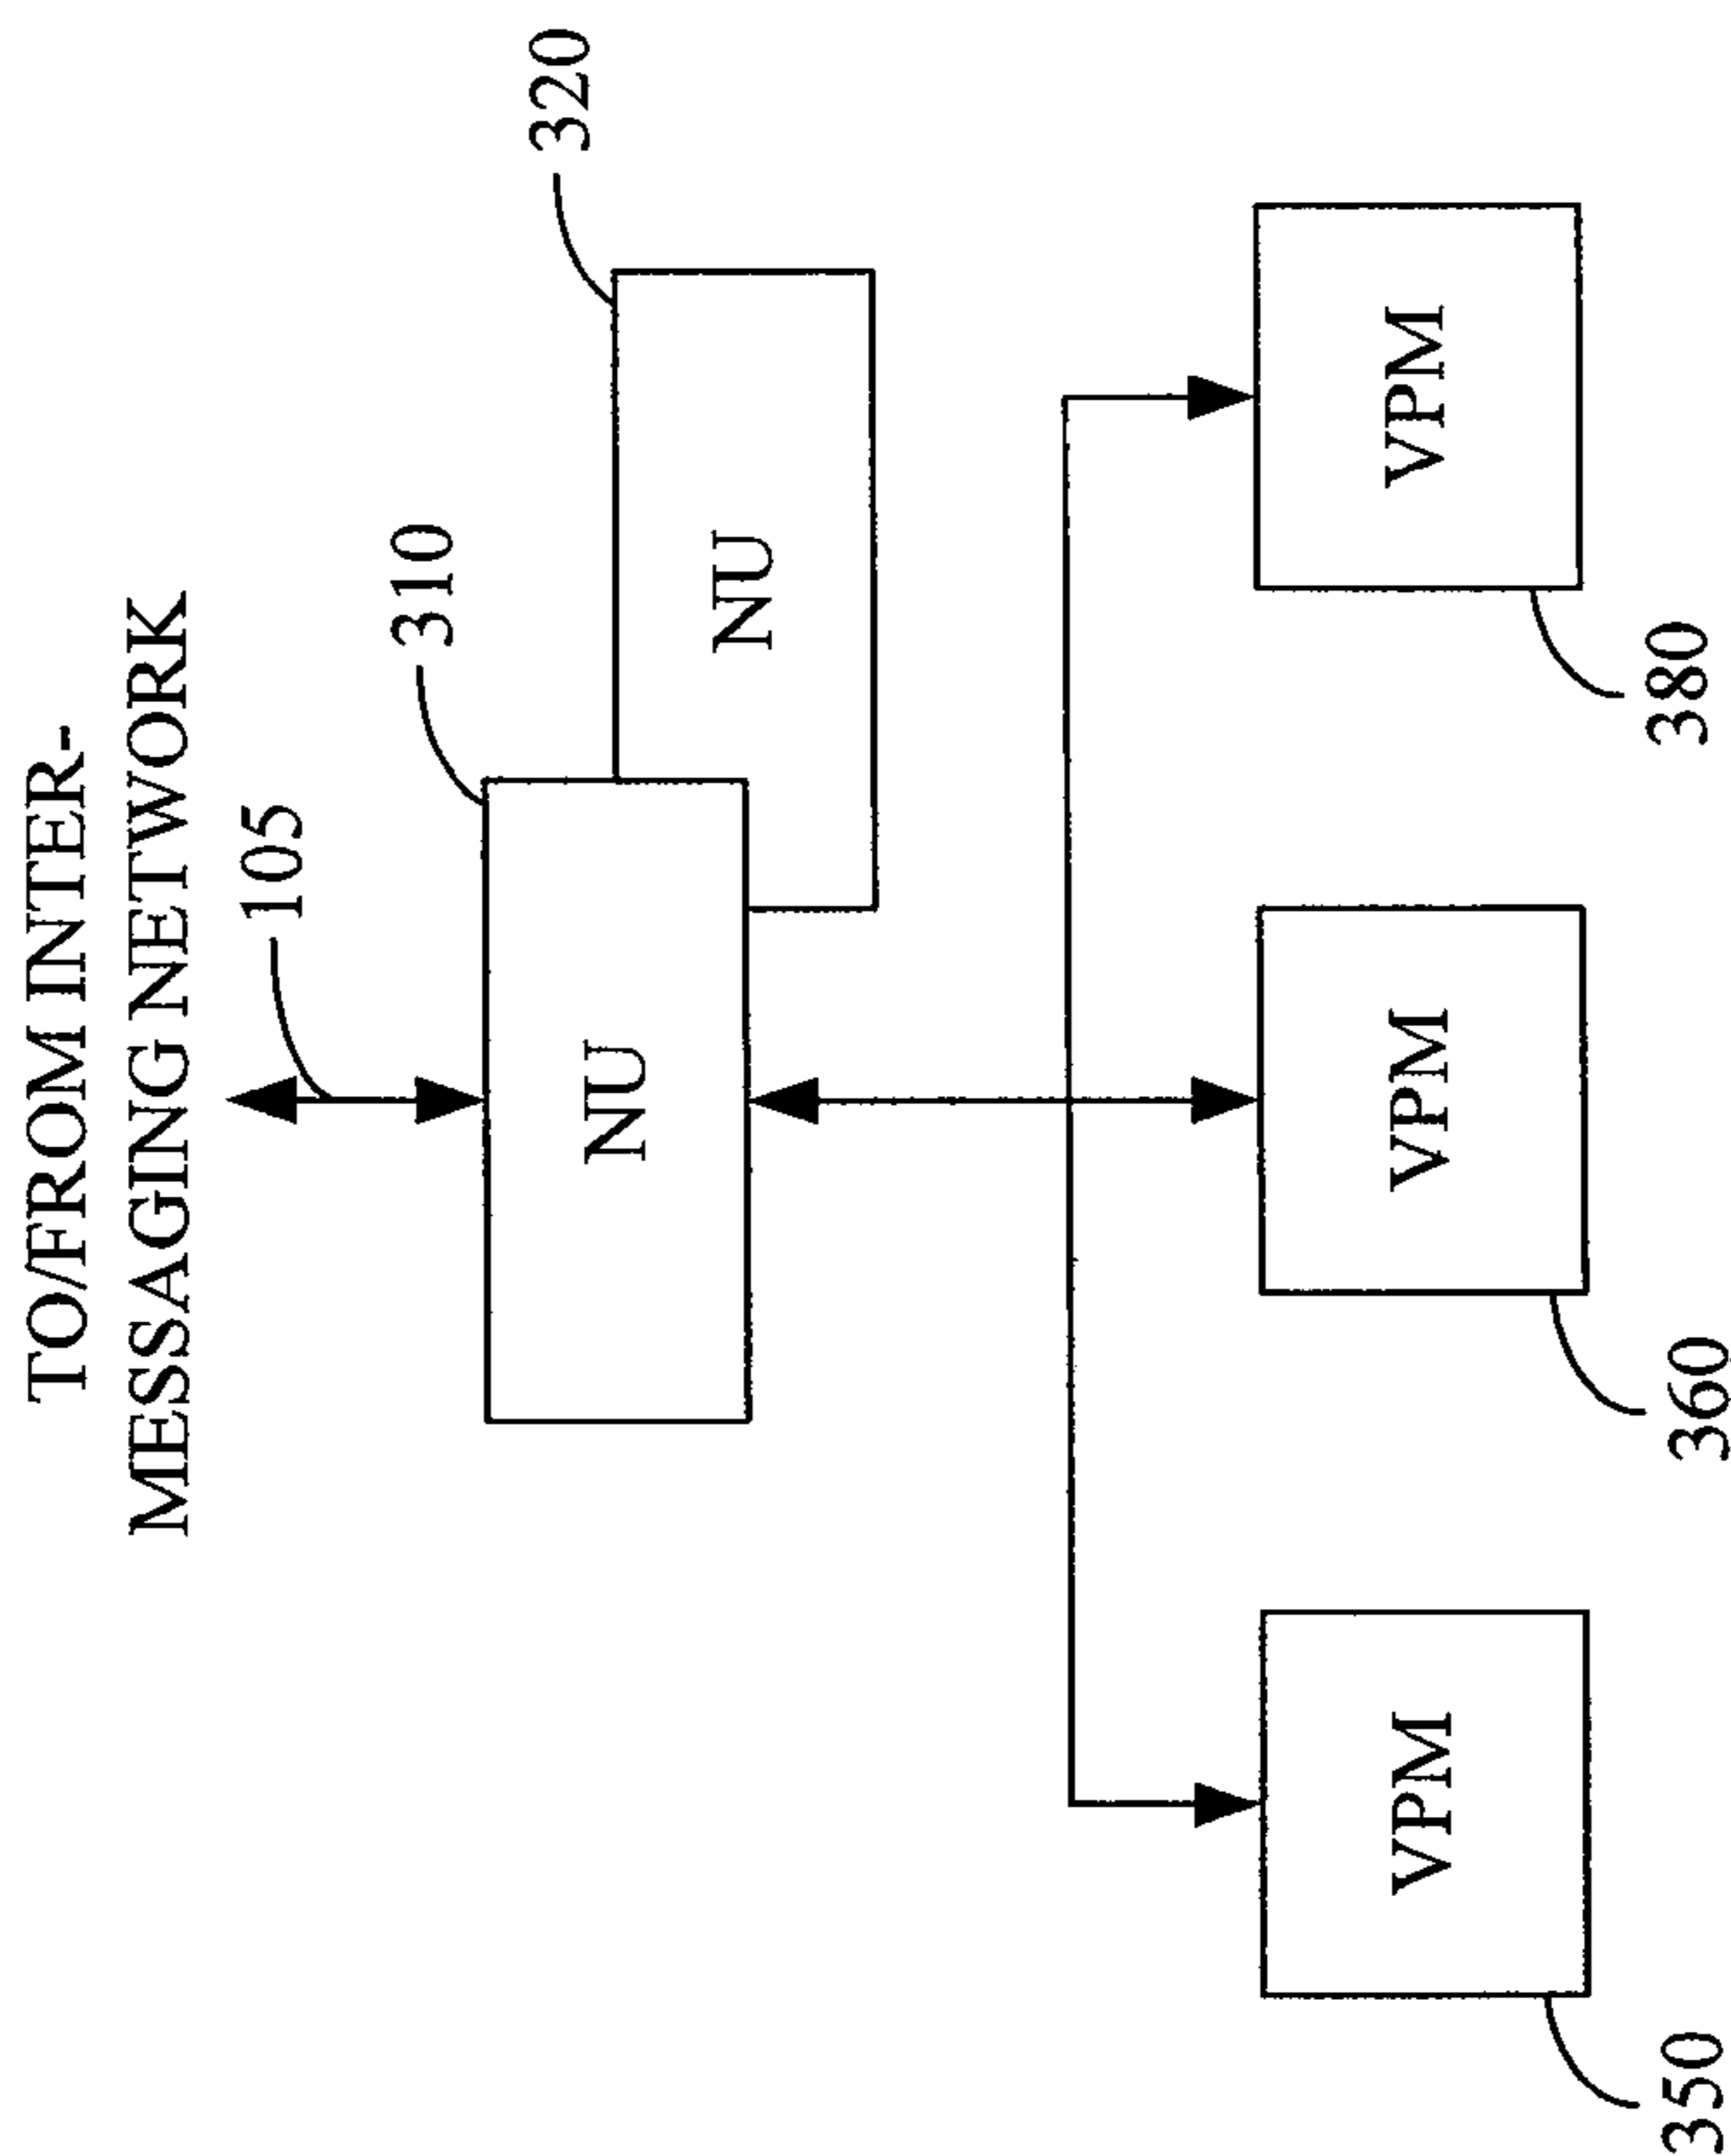 TO/FROM INTER-
MESSAGING NETWORK
105
310
320
NU
NU
VPM
VPM
VPM
350
360
380